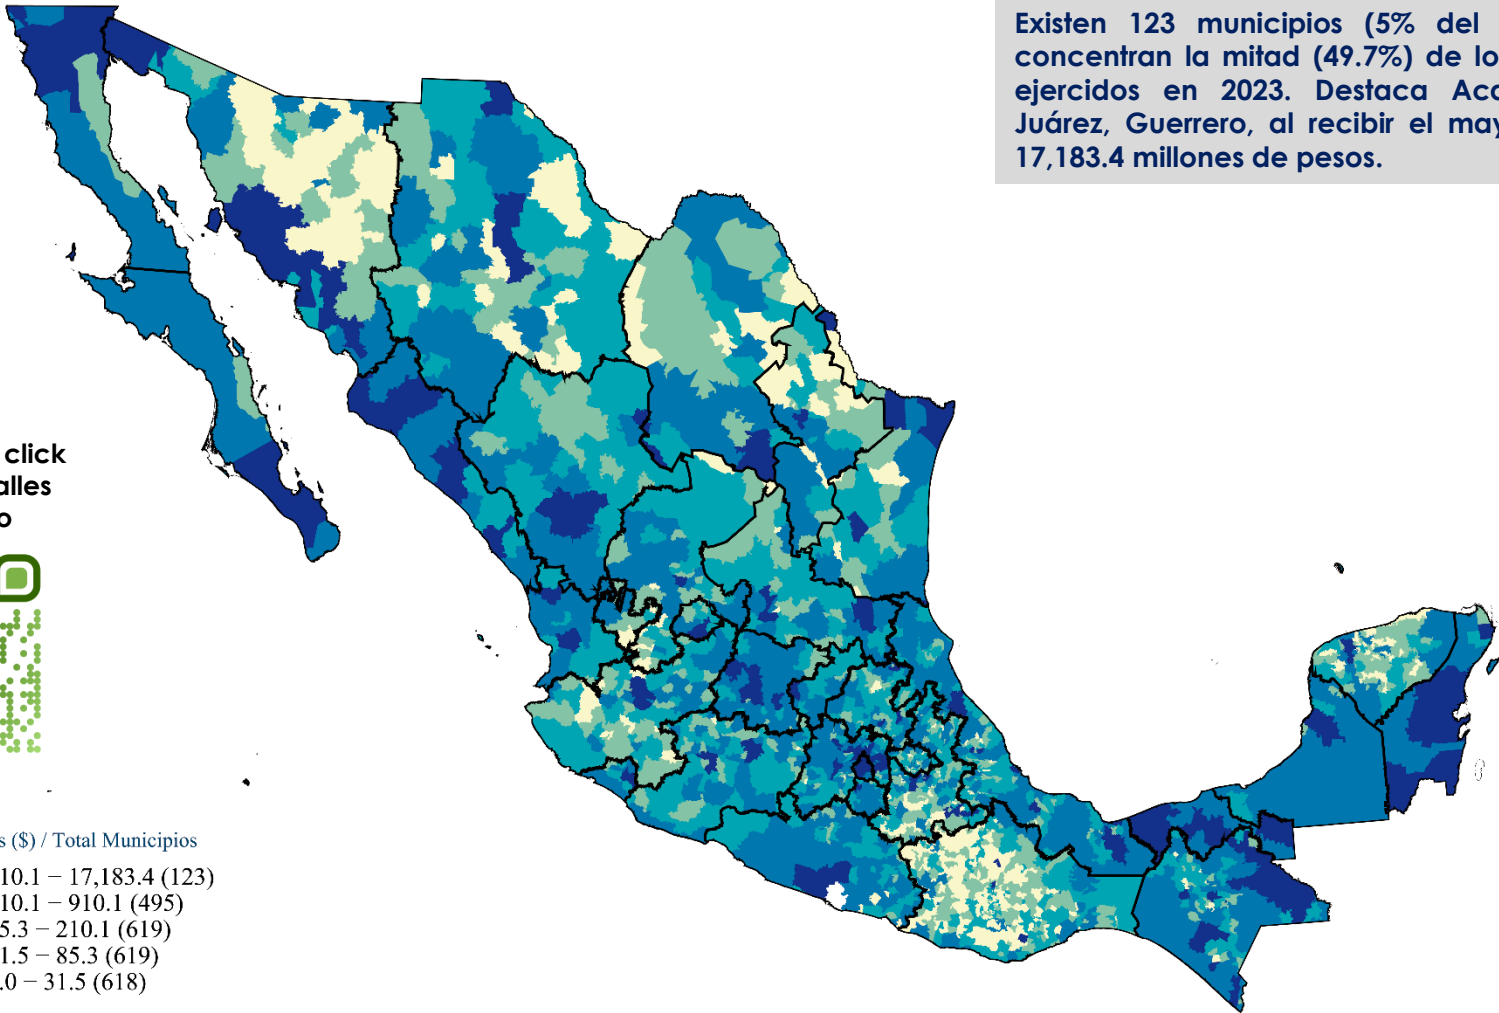 Existen 123 municipios (5% del
concentran la mitad (49.7%) de lo
ejercidos en 2023. Destaca Aca
Juárez, Guerrero, al recibir el may
17,183.4 millones de pesos.
click
alles
o
s ($) / Total Municipios
10.1 – 17,183.4 (123)
10.1 – 910.1 (495)
5.3 – 210.1 (619)
1.5 – 85.3 (619)
.0 – 31.5 (618)